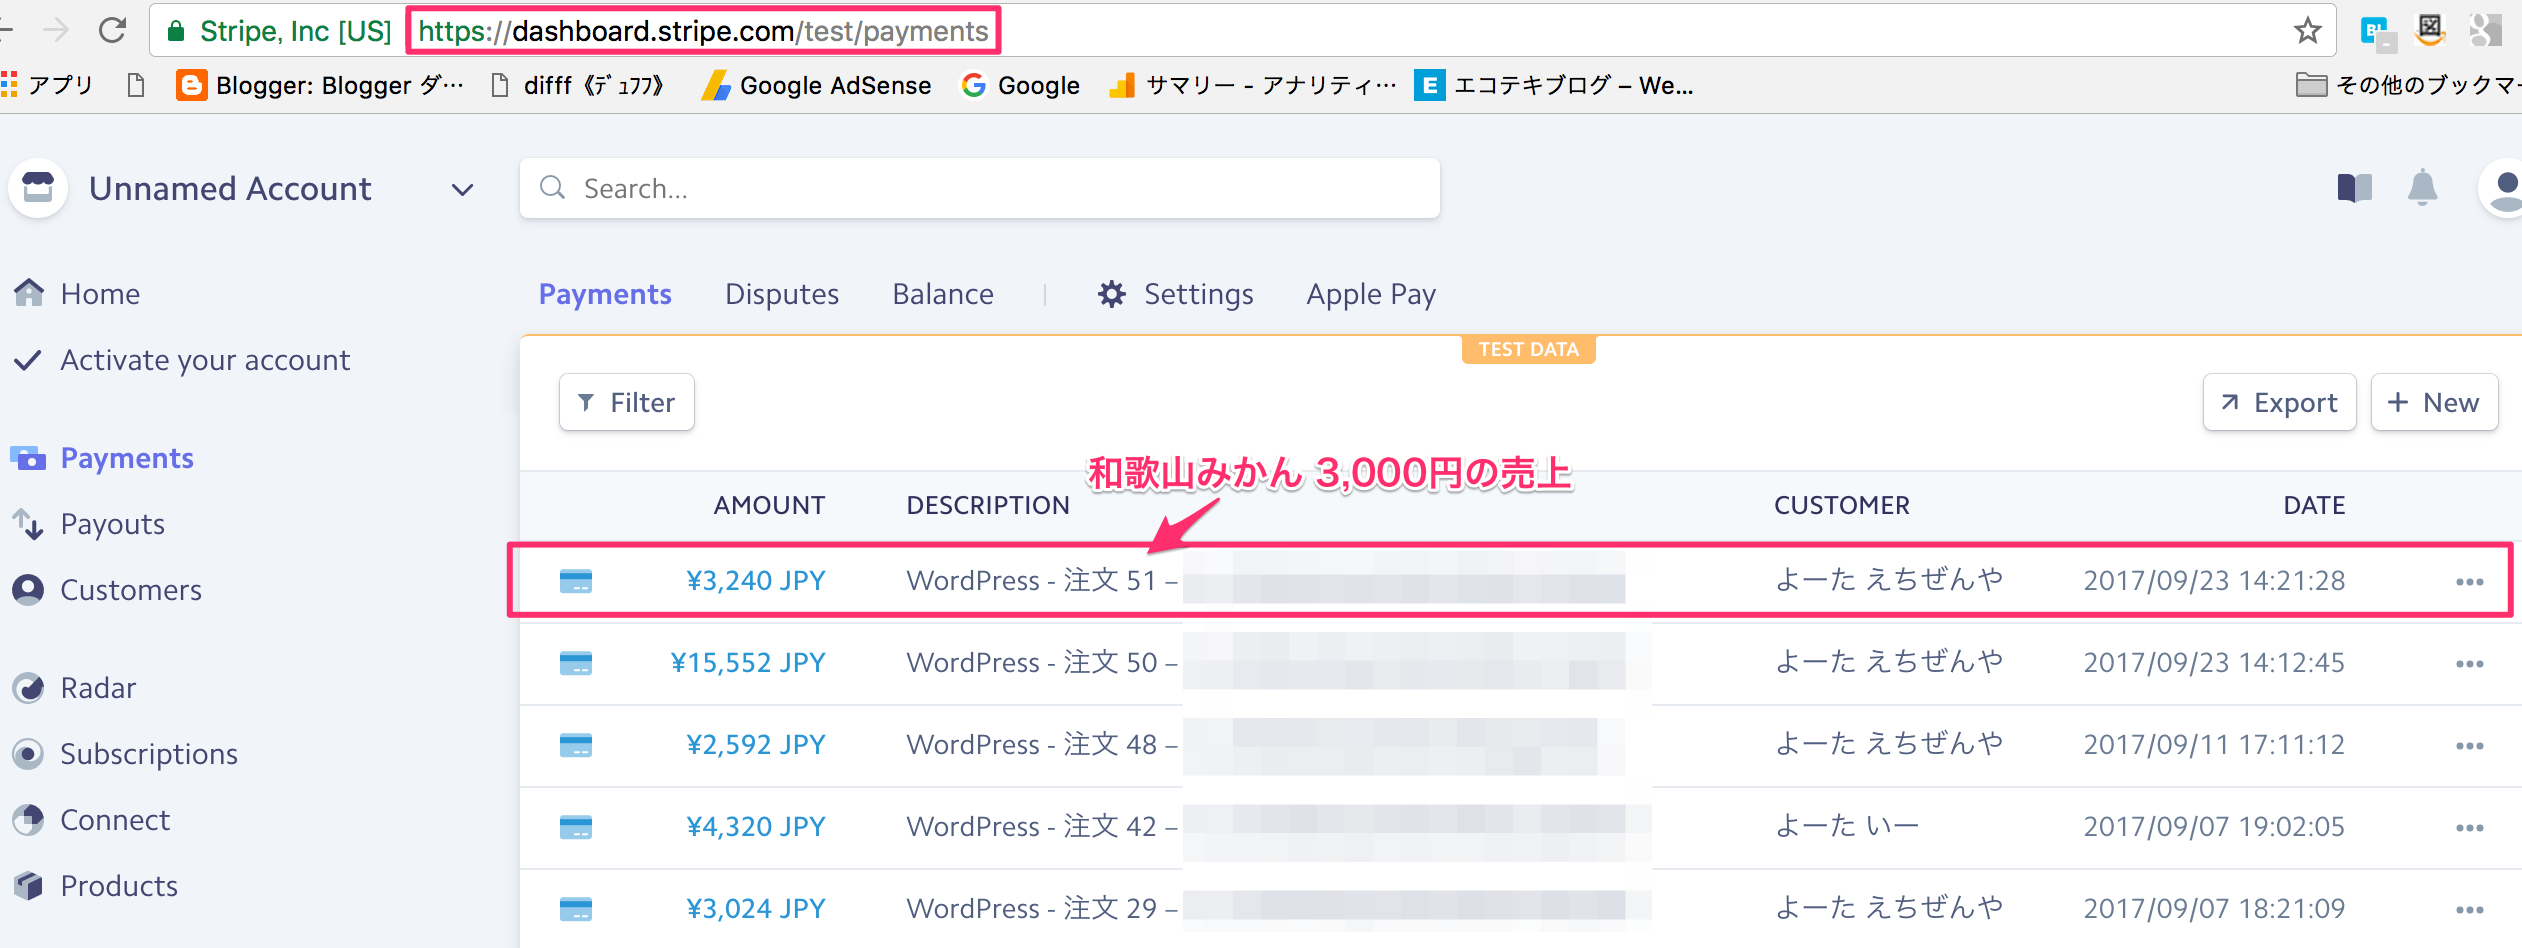 Stripe, Inc [US] https://dashboard.stripe.com/test/payments
アプリ Blogger: Blogger ダ… difff《ﾃﾞｭﾌﾌ》 Google AdSense Google サマリー - アナリティ… エコテキブログ – We... その他のブックマー
Unnamed Account
Search...
Home
Activate your account
Payments
Payouts
Customers
Radar
Subscriptions
Connect
Products
Payments Disputes Balance Settings Apple Pay
TEST DATA
Filter Export New
和歌山みかん 3,000円の売上
AMOUNT DESCRIPTION CUSTOMER DATE
¥3,240 JPY WordPress - 注文 51 – よーた えちぜんや 2017/09/23 14:21:28
¥15,552 JPY WordPress - 注文 50 – よーた えちぜんや 2017/09/23 14:12:45
¥2,592 JPY WordPress - 注文 48 – よーた えちぜんや 2017/09/11 17:11:12
¥4,320 JPY WordPress - 注文 42 – よーた いー 2017/09/07 19:02:05
¥3,024 JPY WordPress - 注文 29 – よーた えちぜんや 2017/09/07 18:21:09